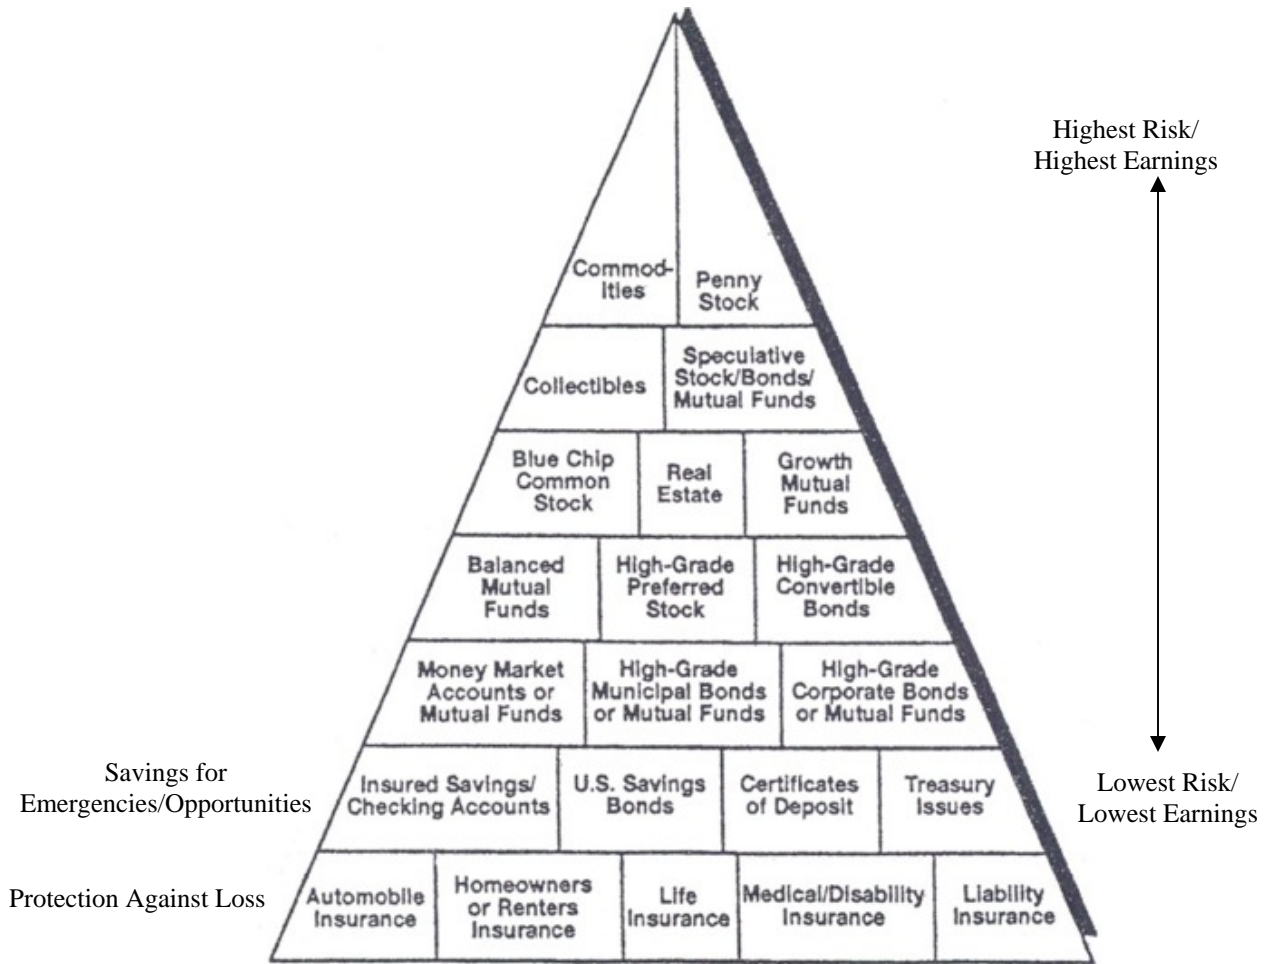 Highest Risk/
Highest Earnings
Commod-
ities
Penny
Stock
Collectibles
Speculative
Stock/Bonds/
Mutual Funds
Blue Chip
Common
Stock
Real
Estate
Growth
Mutual
Funds
Balanced
Mutual
Funds
High-Grade
Preferred
Stock
High-Grade
Convertible
Bonds
Money Market
Accounts or
Mutual Funds
High-Grade
Municipal Bonds
or Mutual Funds
High-Grade
Corporate Bonds
or Mutual Funds
Savings for
Emergencies/Opportunities
Insured Savings/
Checking Accounts
U.S. Savings
Bonds
Certificates
of Deposit
Treasury
Issues
Lowest Risk/
Lowest Earnings
Protection Against Loss
Automobile
Insurance
Homeowners
or Renters
Insurance
Life
Insurance
Medical/Disability
Insurance
Liability
Insurance